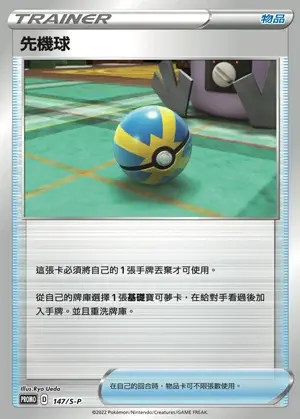 TRAINER
物品
先機球
這張卡必須將自己的1張手牌丟棄才可使用。
從自己的牌庫選擇1張基礎寶可夢卡，在給對手看過後加
入手牌。並且重洗牌庫。
Illus. Ryo Ueda
PROMO D 147/S-P
在自己的回合時，物品卡可不限張數使用。
©2022 Pokémon/Nintendo/Creatures/GAME FREAK.